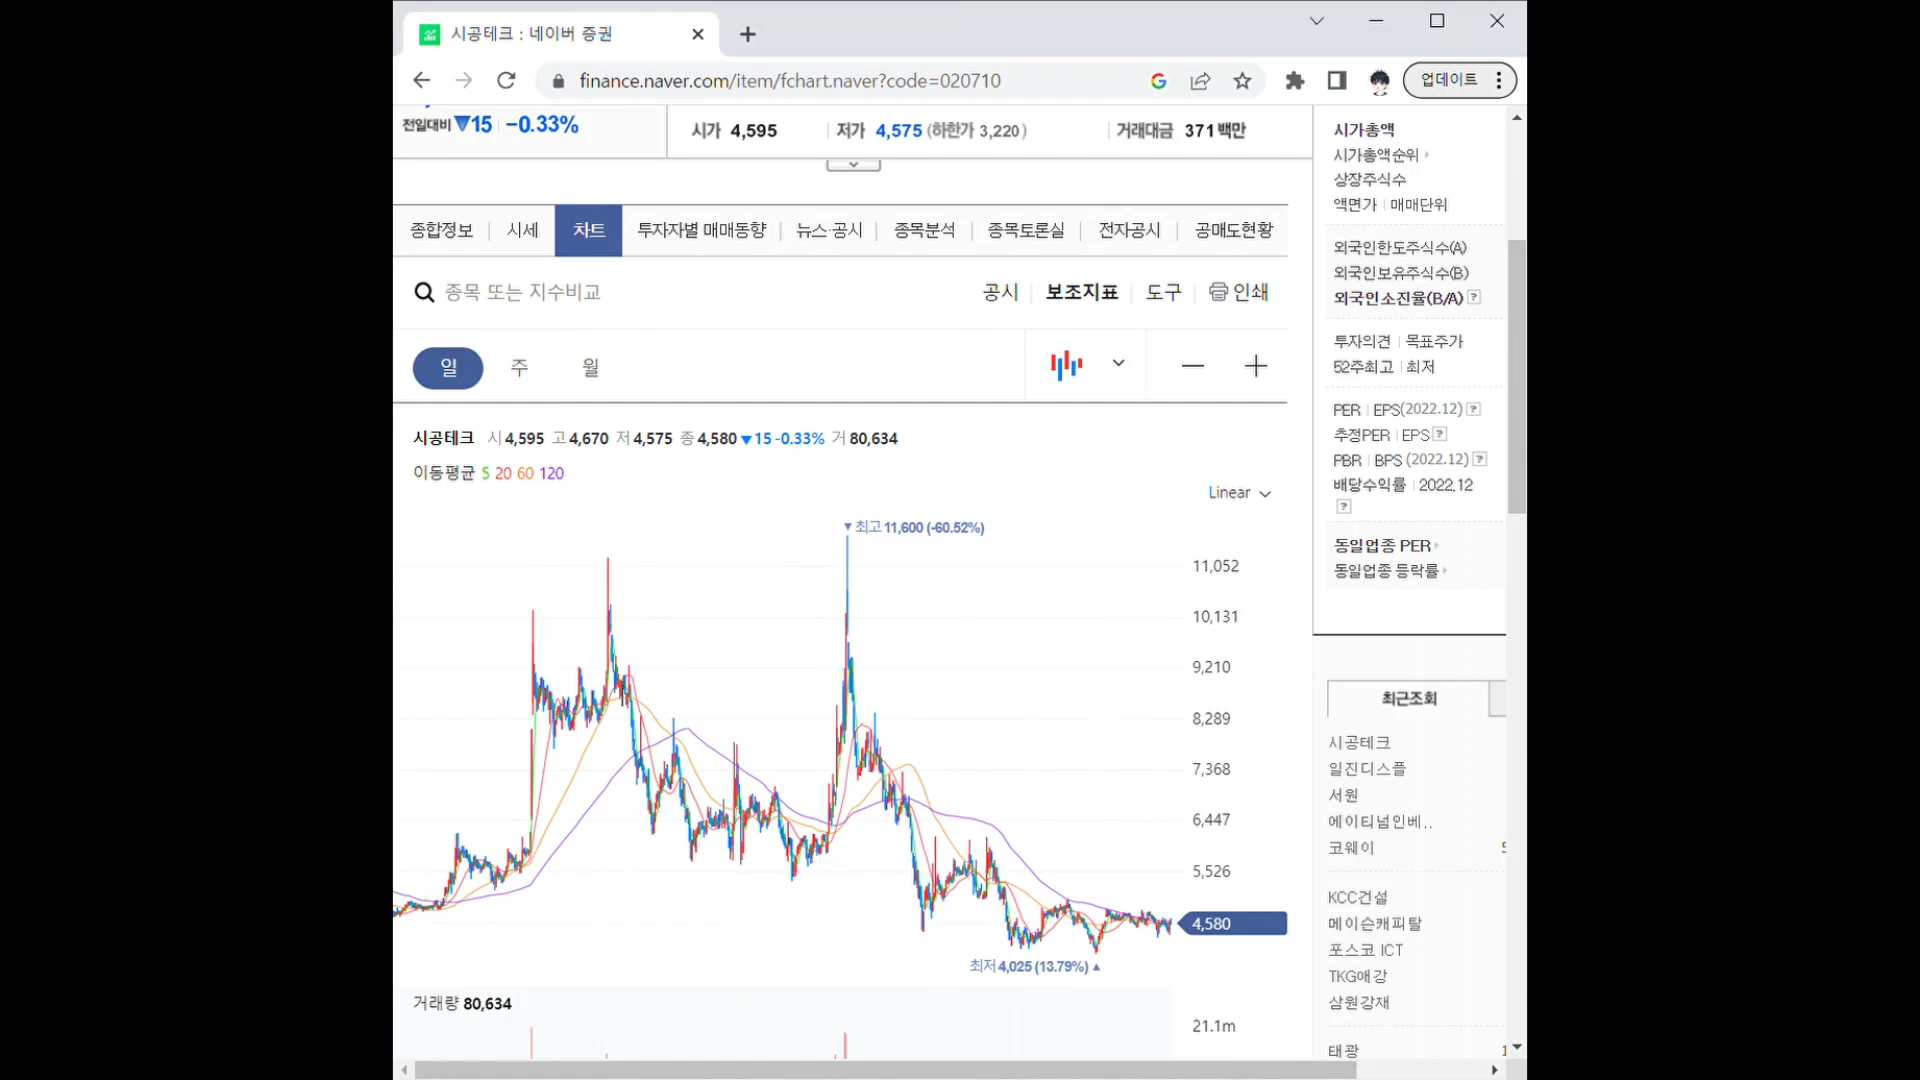 시공테크 : 네이버 증권
finance.naver.com/item/fchart.naver?code=020710
업데이트
전일대비 ▼15 -0.33%
시가 4,595 저가 4,575 (하한가 3,220) 거래대금 371 백만
종합정보 시세 차트 투자자별 매매동향 뉴스·공시 종목분석 종목토론실 전자공시 공매도현황
종목 또는 지수비교
공시 보조지표 도구 인쇄
일 주 월
시공테크 시 4,595 고 4,670 저 4,575 종 4,580 ▼15 -0.33% 거 80,634
이동평균 5 20 60 120
Linear
▼최고 11,600 (-60.52%)
11,052
10,131
9,210
8,289
7,368
6,447
5,526
4,580
최저 4,025 (13.79%) ▲
거래량 80,634
21.1m
시가총액
시가총액순위
상장주식수
액면가 | 매매단위
외국인한도주식수(A)
외국인보유주식수(B)
외국인소진율(B/A) ?
투자의견 | 목표주가
52주최고 | 최저
PER | EPS(2022.12) ?
추정PER | EPS ?
PBR | BPS (2022.12) ?
배당수익률 | 2022.12
?
동일업종 PER
동일업종 등락률
최근조회
시공테크
일진디스플
서원
에이티넘인베..
코웨이 5
KCC건설
메이슨캐피탈
포스코 ICT
TKG애강
삼원강재
태광 1